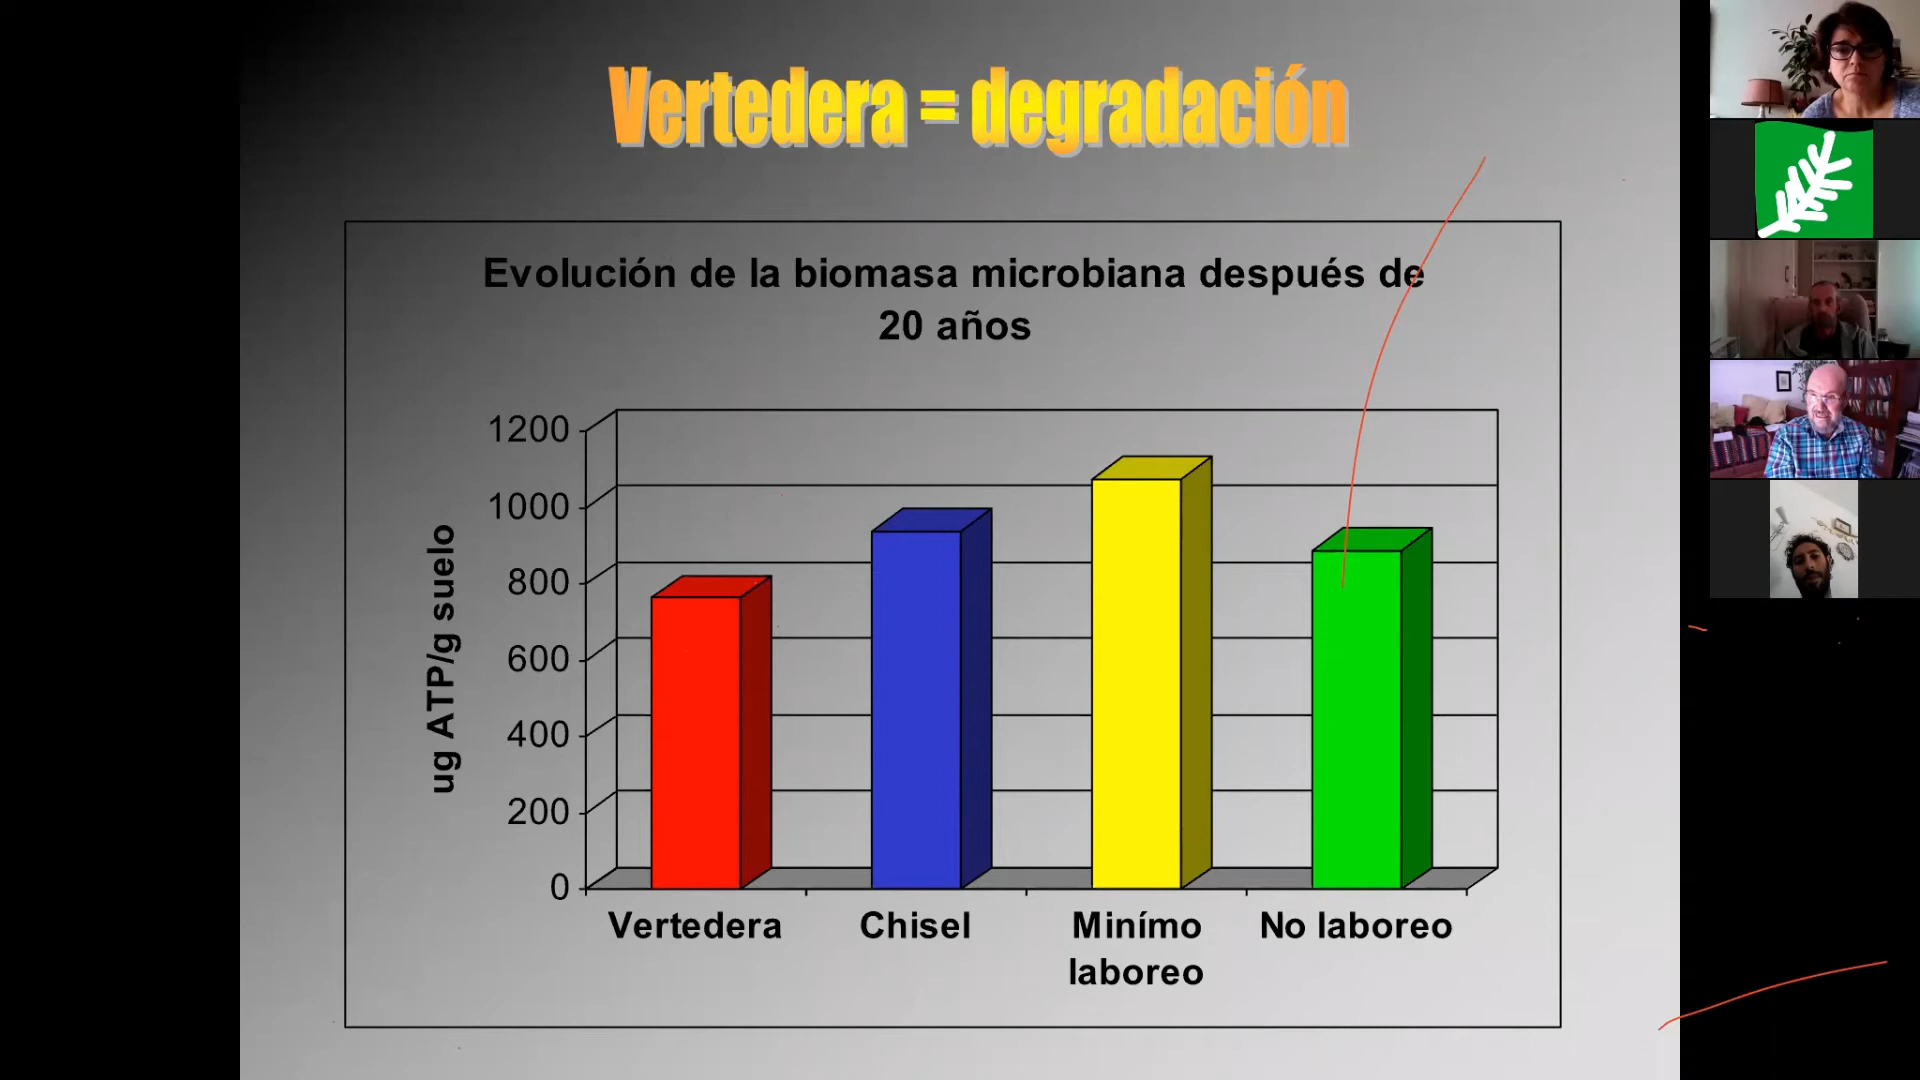 Vertedera = degradación
Evolución de la biomasa microbiana después de
20 años
ug ATP/g suelo
1200
1000
800
600
400
200
0
Vertedera
Chisel
Minímo
laboreo
No laboreo